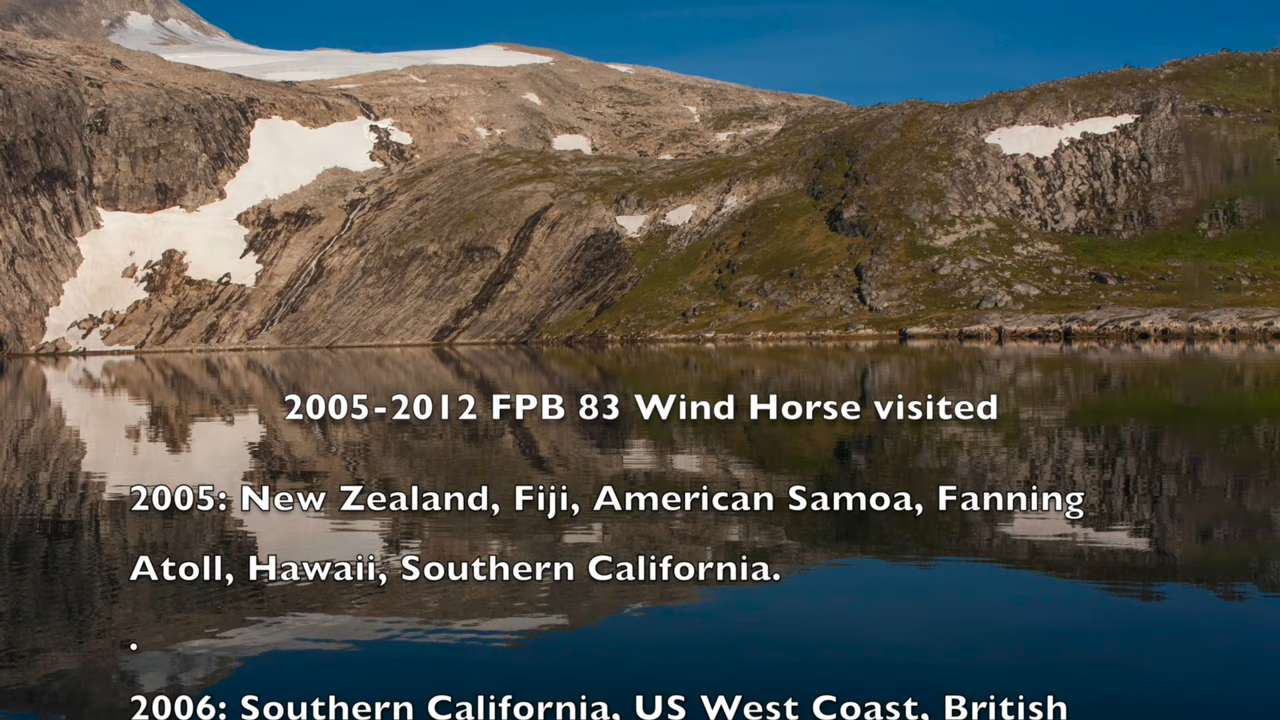 2005-2012 FPB 83 Wind Horse visited
2005: New Zealand, Fiji, American Samoa, Fanning
Atoll, Hawaii, Southern California.
.
2006: Southern California, US West Coast, British